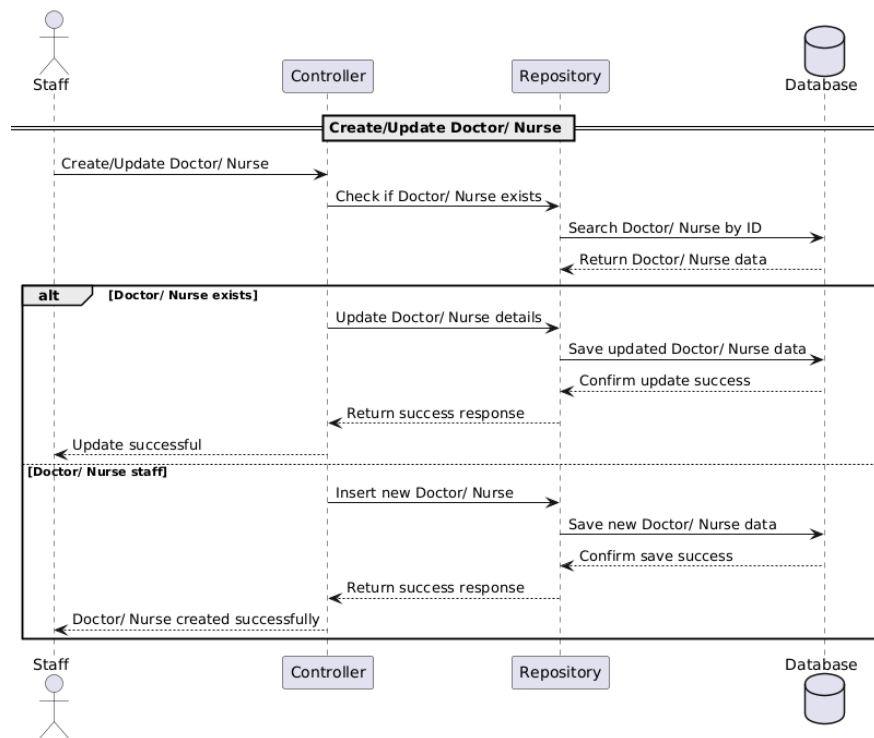 Staff
Controller
Repository
Database
Create/Update Doctor/ Nurse
Create/Update Doctor/ Nurse
Check if Doctor/ Nurse exists
Search Doctor/ Nurse by ID
Return Doctor/ Nurse data
alt [Doctor/ Nurse exists]
Update Doctor/ Nurse details
Save updated Doctor/ Nurse data
Confirm update success
Return success response
Update successful
[Doctor/ Nurse staff]
Insert new Doctor/ Nurse
Save new Doctor/ Nurse data
Confirm save success
Return success response
Doctor/ Nurse created successfully
Staff
Controller
Repository
Database